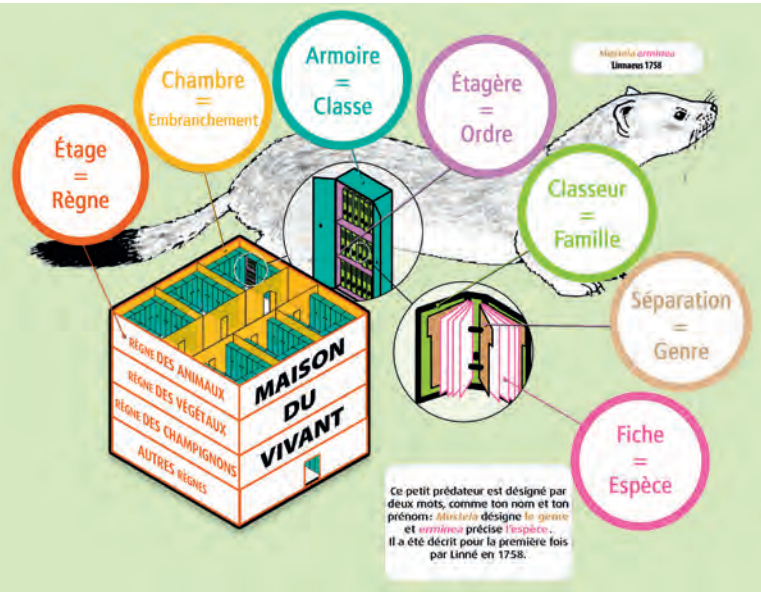 Étage
=
Règne
Chambre
=
Embranchement
Armoire
=
Classe
Étagère
=
Ordre
Mustela erminea
Linnaeus 1758
Classeur
=
Famille
Séparation
=
Genre
Fiche
=
Espèce
RÈGNE DES ANIMAUX
RÈGNE DES VÉGÉTAUX
RÈGNE DES CHAMPIGNONS
AUTRES RÈGNES
MAISON
DU
VIVANT
Ce petit prédateur est désigné par
deux mots, comme ton nom et ton
prénom: Mustela désigne le genre
et erminea précise l'espèce.
Il a été décrit pour la première fois
par Linné en 1758.